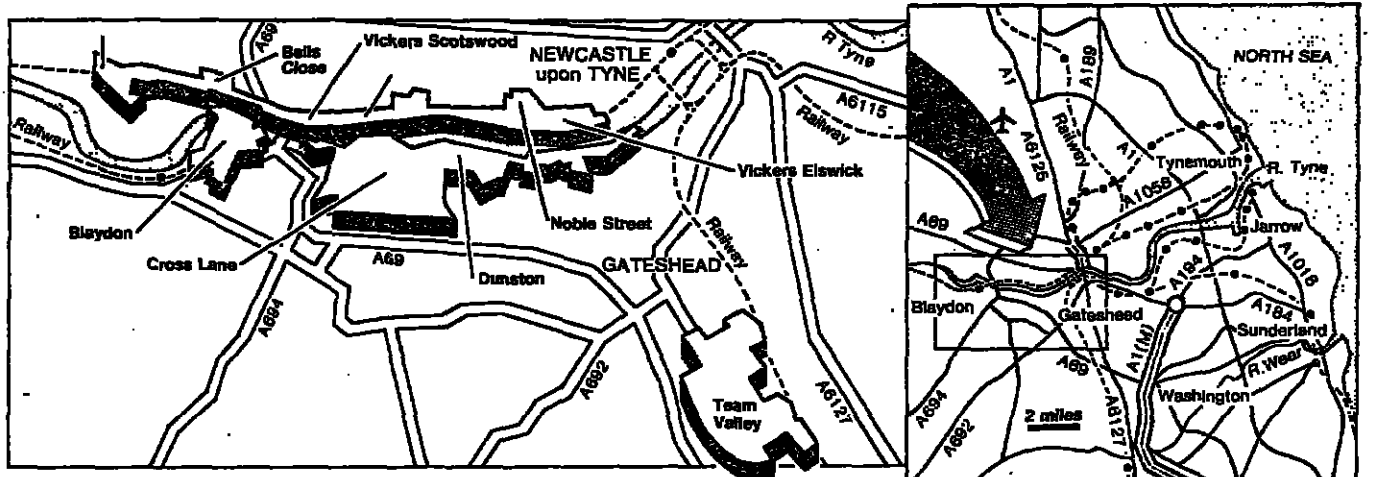 A69
Bells
Close
Vickers Scotswood
NEWCASTLE
upon TYNE
R Tyne
A6115
Railway
Railway
Vickers Elswick
Blaydon
Noble Street
Cross Lane
A69
Dunston
GATESHEAD
Railway
A694
A692
Team
Valley
A6127
NORTH SEA
A1
A189
Railway
A6125
A1
Tynemouth
R. Tyne
A1058
A69
Jarrow
A194
A1018
Blaydon
Gateshead
A184
Sunderland
A1(M)
A69
R. Wear
Washington
A694
2 miles
A692
A6127